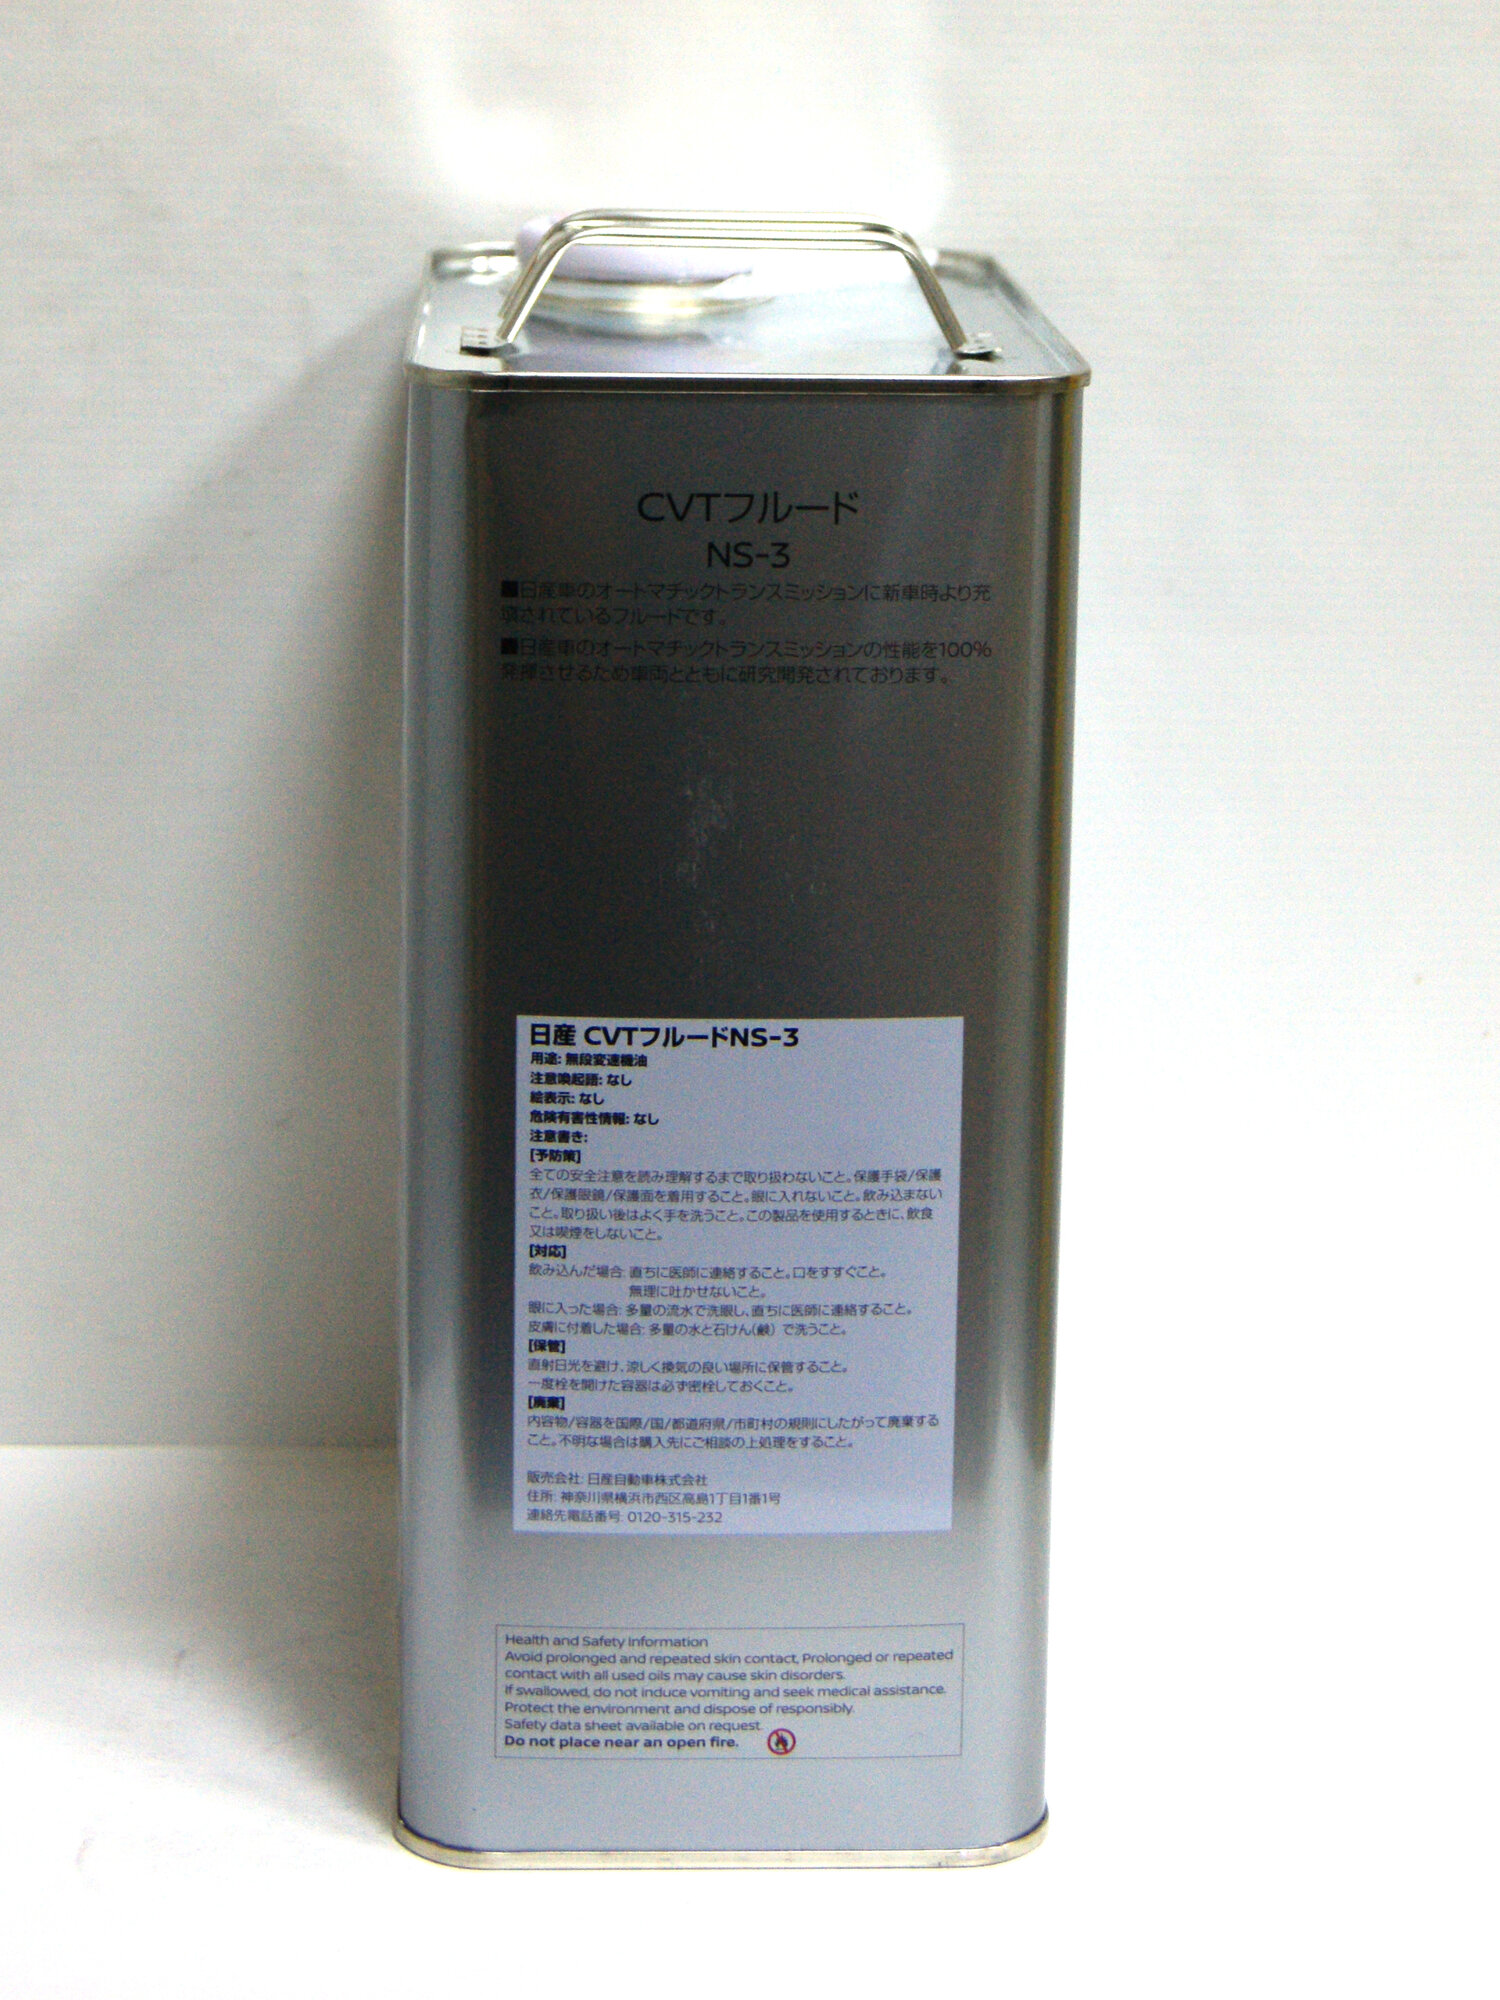 CVTフルード
NS-3
■日産車のオートマチックトランスミッションに新車時より充
填されているフルードです。
■日産車のオートマチックトランスミッションの性能を100%
発揮させるため車両とともに研究開発されております。
日産 CVTフルードNS-3
用途: 無段変速機油
注意喚起語: なし
絵表示: なし
危険有害性情報: なし
注意書き:
[予防策]
全ての安全注意を読み理解するまで取り扱わないこと。保護手袋/保護
衣/保護眼鏡/保護面を着用すること。眼に入れないこと。飲み込まない
こと。取り扱い後はよく手を洗うこと。この製品を使用するときに、飲食
又は喫煙をしないこと。
[対応]
飲み込んだ場合: 直ちに医師に連絡すること。口をすすぐこと。
無理に吐かせないこと。
眼に入った場合: 多量の流水で洗眼し、直ちに医師に連絡すること。
皮膚に付着した場合: 多量の水と石けん(鹸) で洗うこと。
[保管]
直射日光を避け、涼しく換気の良い場所に保管すること。
一度栓を開けた容器は必ず密栓しておくこと。
[廃棄]
内容物/容器を国際/国/都道府県/市町村の規則にしたがって廃棄する
こと。不明な場合は購入先にご相談の上処理をすること。
販売会社: 日産自動車株式会社
住所: 神奈川県横浜市西区高島1丁目1番1号
連絡先電話番号: 0120-315-232
Health and Safety Information
Avoid prolonged and repeated skin contact, Prolonged or repeated
contact with all used oils may cause skin disorders.
If swallowed, do not induce vomiting and seek medical assistance.
Protect the environment and dispose of responsibly.
Safety data sheet available on request.
Do not place near an open fire.